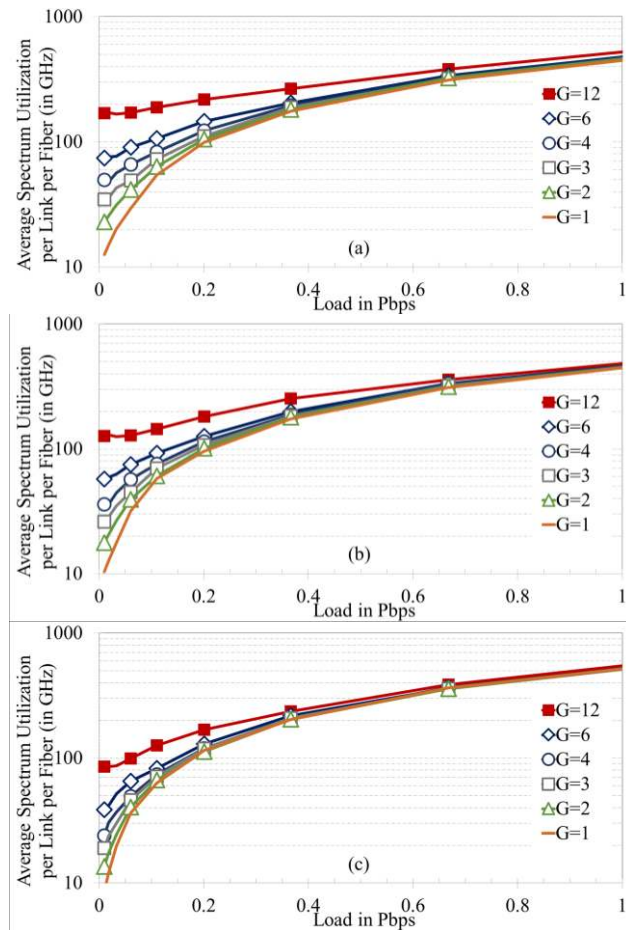 1000
Average Spectrum Utilization
per Link per Fiber (in GHz)
100
10
G=12
G=6
G=4
G=3
G=2
G=1
(a)
0 0.2 0.4 0.6 0.8 1
Load in Pbps
1000
Average Spectrum Utilization
per Link per Fiber (in GHz)
100
10
G=12
G=6
G=4
G=3
G=2
G=1
(b)
0 0.2 0.4 0.6 0.8 1
Load in Pbps
1000
Average Spectrum Utilization
per Link per Fiber (in GHz)
100
10
G=12
G=6
G=4
G=3
G=2
G=1
(c)
0 0.2 0.4 0.6 0.8 1
Load in Pbps